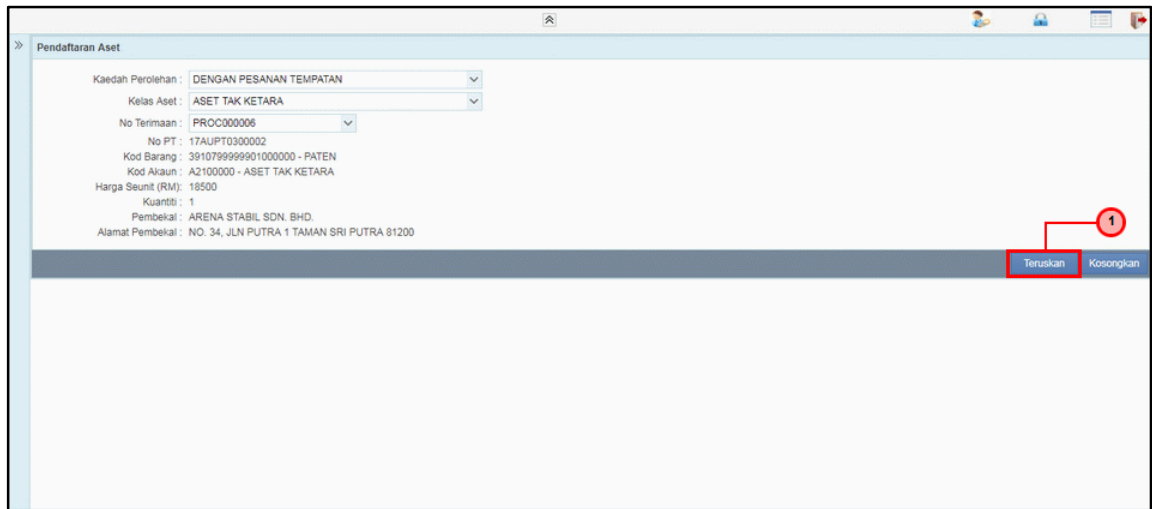 Pendaftaran Aset
Kaedah Perolehan : DENGAN PESANAN TEMPATAN
Kelas Aset : ASET TAK KETARA
No Terimaan : PROC000006
No PT : 17AUPT0300002
Kod Barang : 3910799999901000000 - PATEN
Kod Akaun : A2100000 - ASET TAK KETARA
Harga Seunit (RM): 18500
Kuantiti : 1
Pembekal : ARENA STABIL SDN. BHD.
Alamat Pembekal : NO. 34, JLN PUTRA 1 TAMAN SRI PUTRA 81200
1
Teruskan Kosongkan